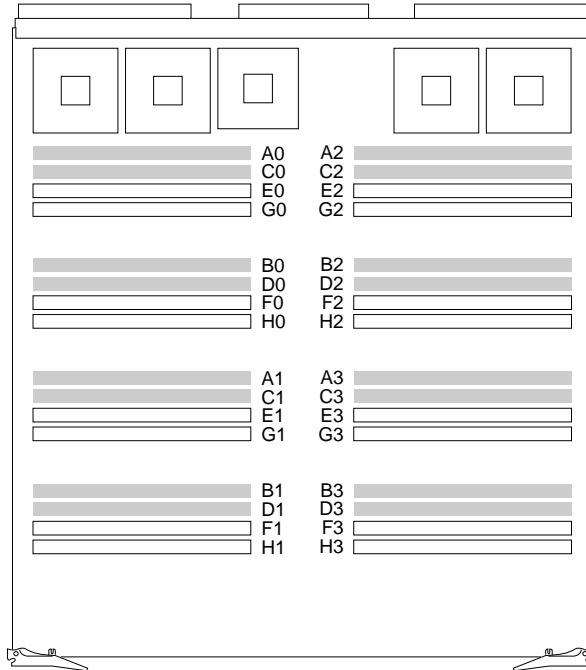 A0 A2
C0 C2
E0 E2
G0 G2
B0 B2
D0 D2
F0 F2
H0 H2
A1 A3
C1 C3
E1 E3
G1 G3
B1 B3
D1 D3
F1 F3
H1 H3